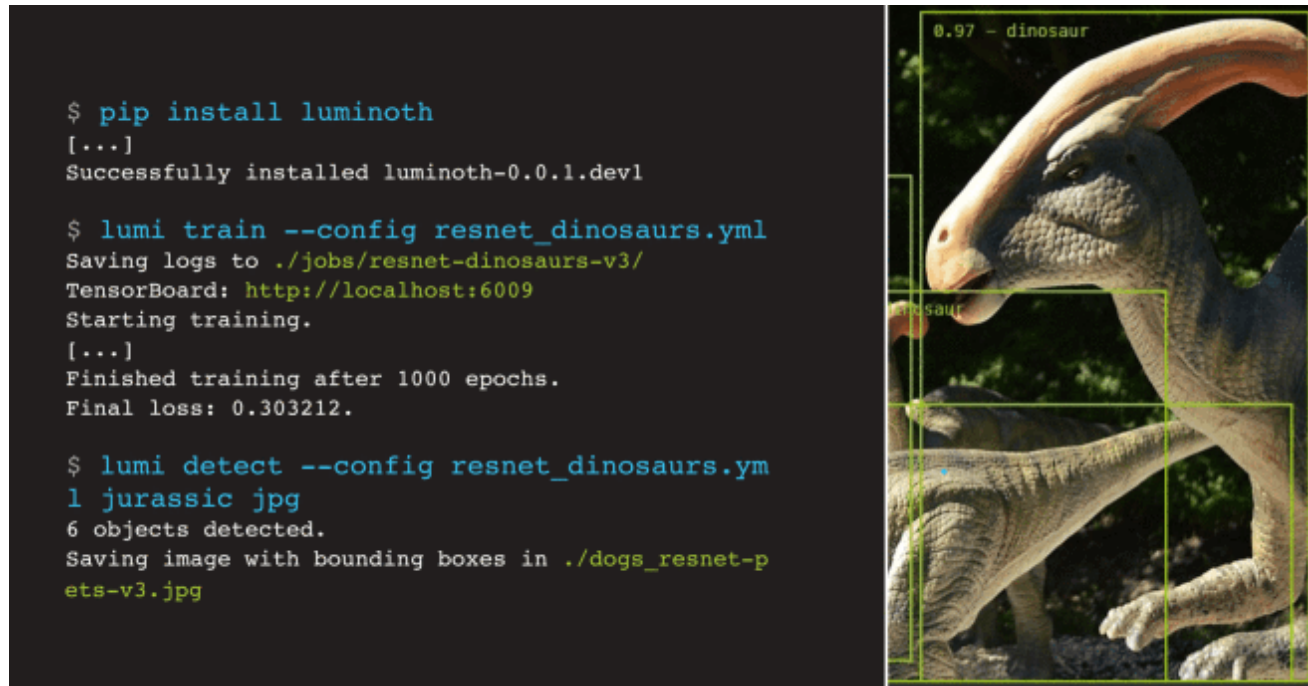 $ pip install luminoth
[...]
Successfully installed luminoth-0.0.1.dev1
$ lumi train --config resnet_dinosaurs.yml
Saving logs to ./jobs/resnet-dinosaurs-v3/
TensorBoard: http://localhost:6009
Starting training.
[...]
Finished training after 1000 epochs.
Final loss: 0.303212.
$ lumi detect --config resnet_dinosaurs.ym
l jurassic jpg
6 objects detected.
Saving image with bounding boxes in ./dogs_resnet-p
ets-v3.jpg
0.97 – dinosaur